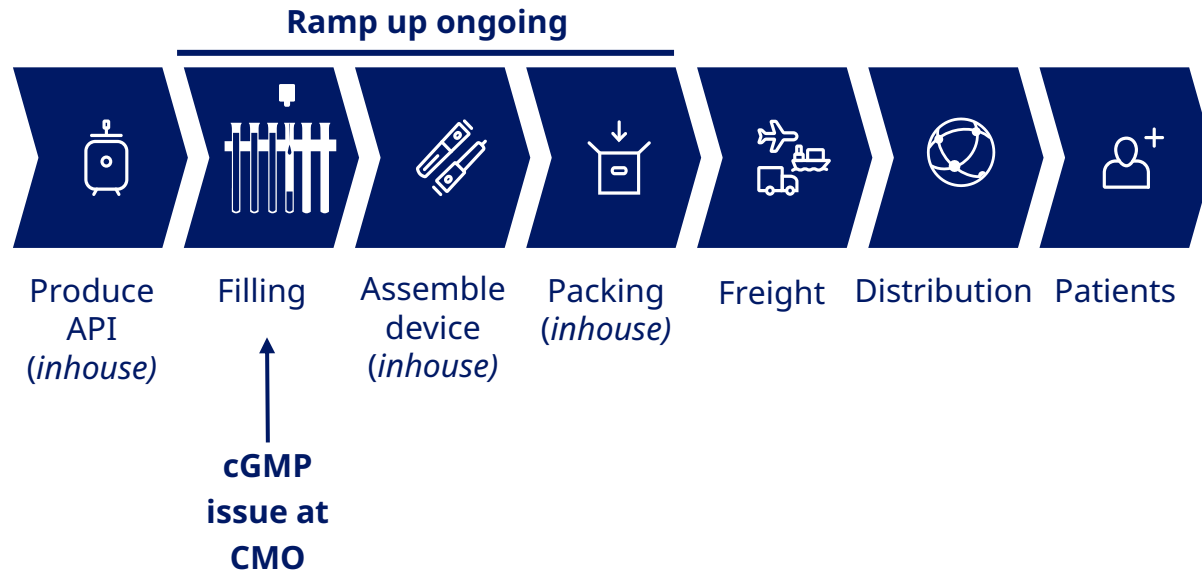 Ramp up ongoing
Produce
API
(inhouse)
Filling
Assemble
device
(inhouse)
Packing
(inhouse)
Freight
Distribution
Patients
cGMP
issue at
CMO